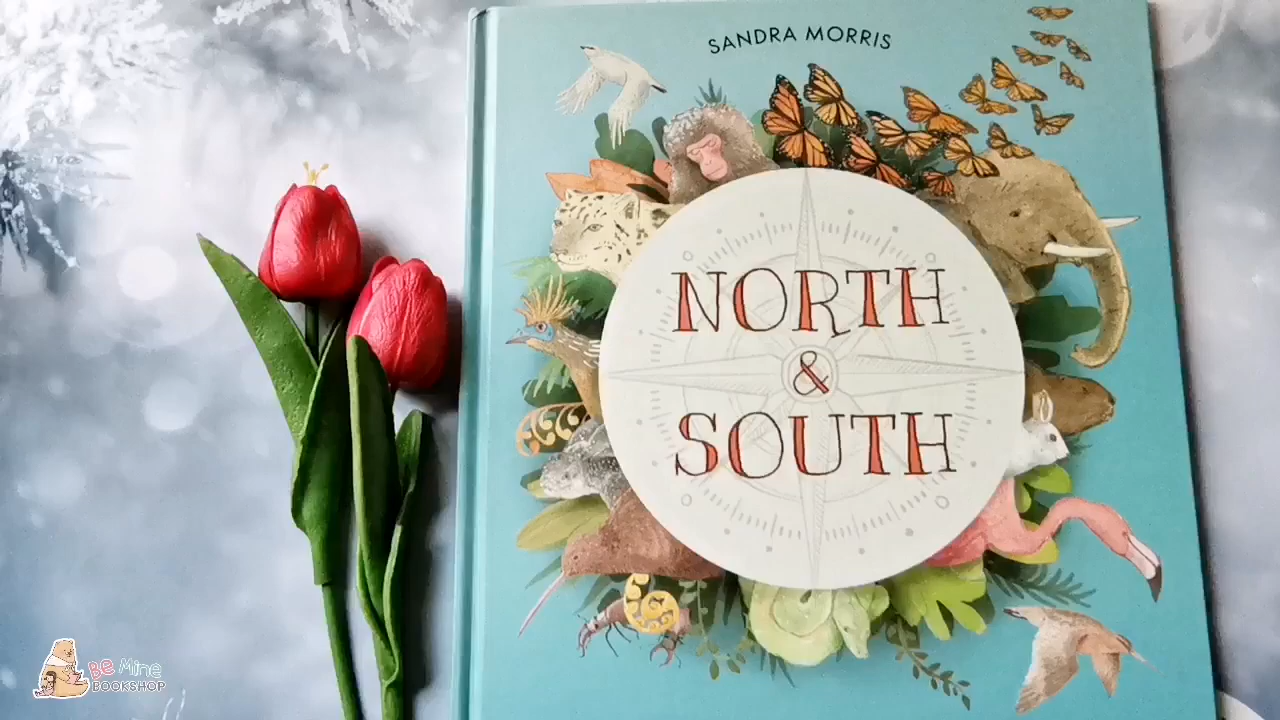 SANDRA MORRIS
NORTH
&
SOUTH
Be Mine
BOOKSHOP